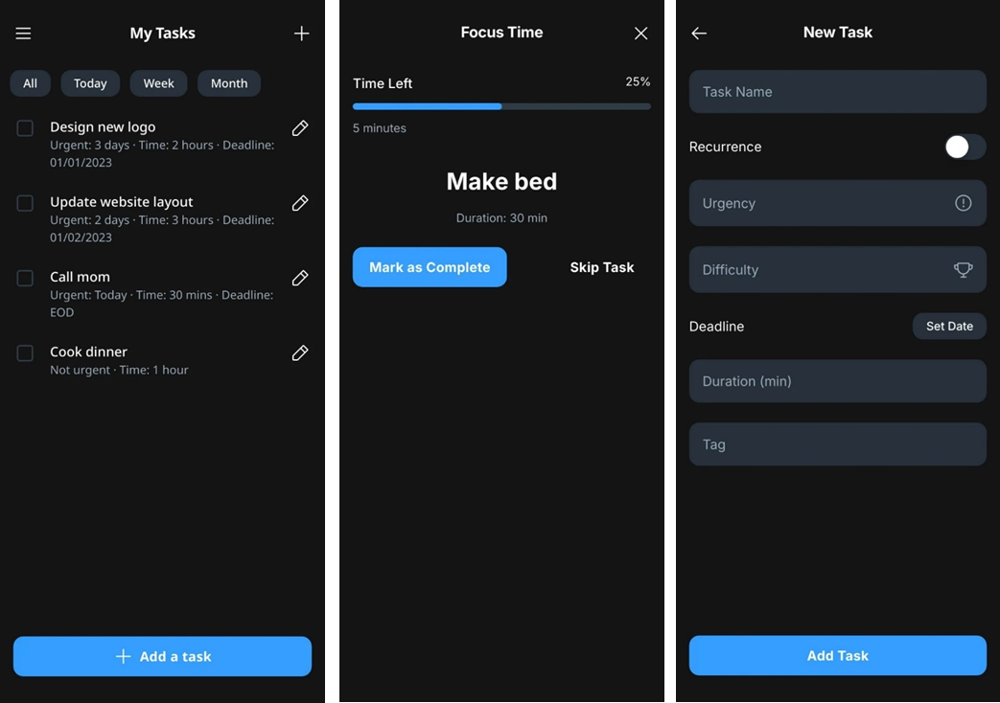 My Tasks
All
Today
Week
Month
Design new logo
Urgent: 3 days · Time: 2 hours · Deadline:
01/01/2023
Update website layout
Urgent: 2 days · Time: 3 hours · Deadline:
01/02/2023
Call mom
Urgent: Today · Time: 30 mins · Deadline:
EOD
Cook dinner
Not urgent · Time: 1 hour
Add a task
Focus Time
Time Left
25%
5 minutes
Make bed
Duration: 30 min
Mark as Complete
Skip Task
New Task
Task Name
Recurrence
Urgency
Difficulty
Deadline
Set Date
Duration (min)
Tag
Add Task